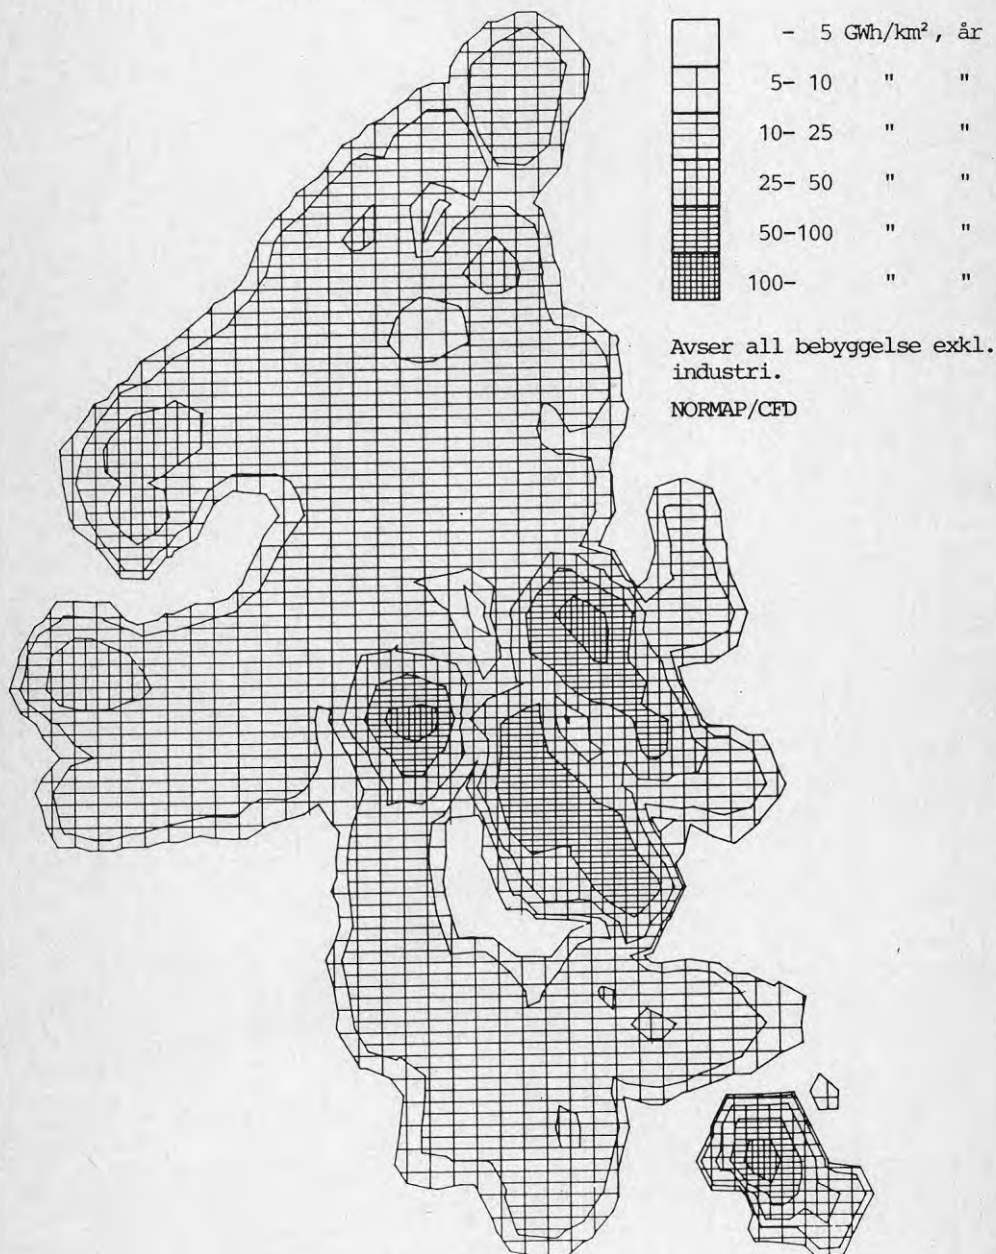 - 5 GWh/km², år
5- 10 " "
10- 25 " "
25- 50 " "
50-100 " "
100- " "
Avser all bebyggelse exkl.
industri.
NORMAP/CFD